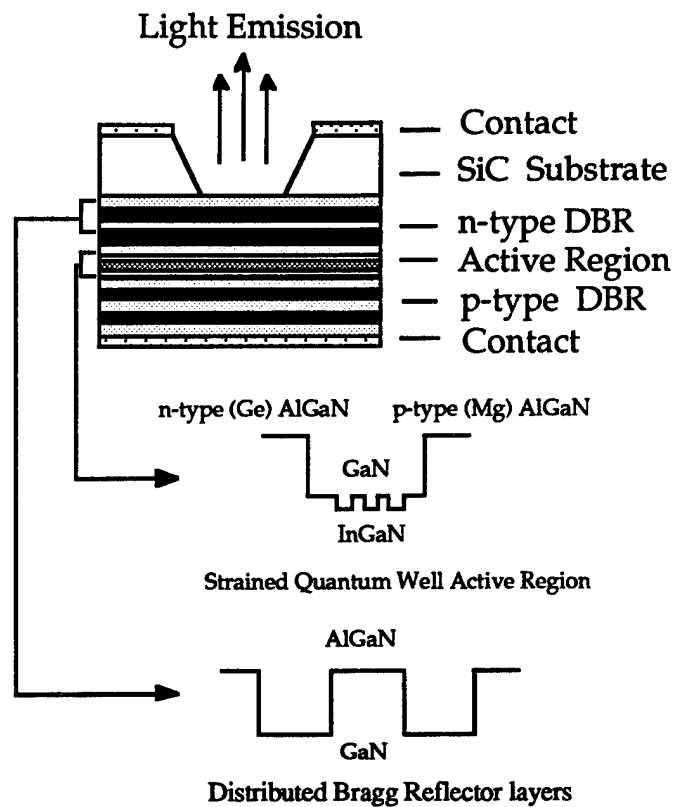 Light Emission
Contact
SiC Substrate
n-type DBR
Active Region
p-type DBR
Contact
n-type (Ge) AlGaN
p-type (Mg) AlGaN
GaN
InGaN
Strained Quantum Well Active Region
AlGaN
GaN
Distributed Bragg Reflector layers